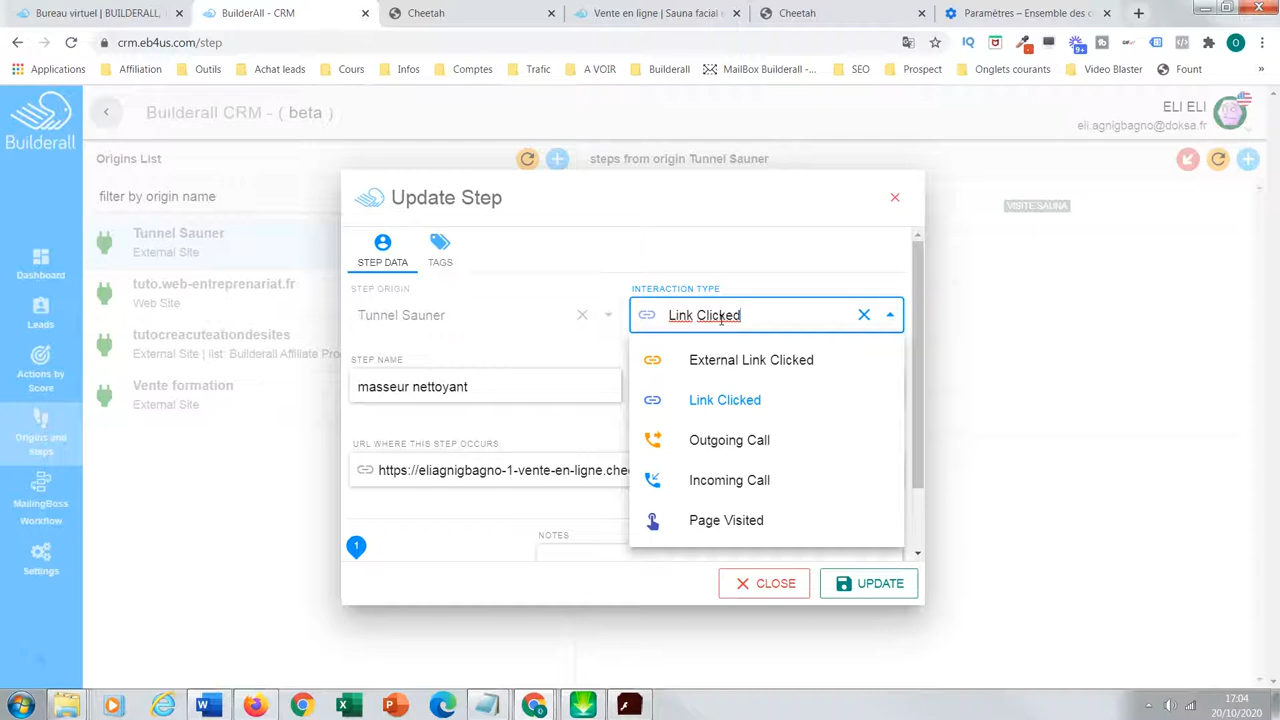 Bureau virtuel | BUILDERALL,
BuilderAll - CRM
Cheetah
Vente en ligne | Sauna facial
Cheetah
Paramètres – Ensemble des c
crm.eb4us.com/step
Applications
Affiliation
Outils
Achat leads
Cours
Infos
Comptes
Trafic
A VOIR
Builderall
MailBox Builderall -...
SEO
Prospect
Onglets courants
Video Blaster
Fount
Builderall
Builderall CRM - ( beta )
ELI ELI
eli.agnigbagno@doksa.fr
Origins List
steps from origin Tunnel Sauner
filter by origin name
VISITE SAUNA
Tunnel Sauner
External Site
tuto.web-entreprenariat.fr
Web Site
tutocreacuteationdesites
External Site | list: Builderall Affiliate Pro
Vente formation
External Site
Dashboard
Leads
Actions by
Score
Origins and
steps
MailingBoss
Workflow
Settings
Update Step
STEP DATA
TAGS
STEP ORIGIN
INTERACTION TYPE
Tunnel Sauner
Link Clicked
STEP NAME
masseur nettoyant
External Link Clicked
Link Clicked
Outgoing Call
Incoming Call
Page Visited
URL WHERE THIS STEP OCCURS
https://eliagnigbagno-1-vente-en-ligne.che
1
NOTES
CLOSE
UPDATE
17:04
20/10/2020